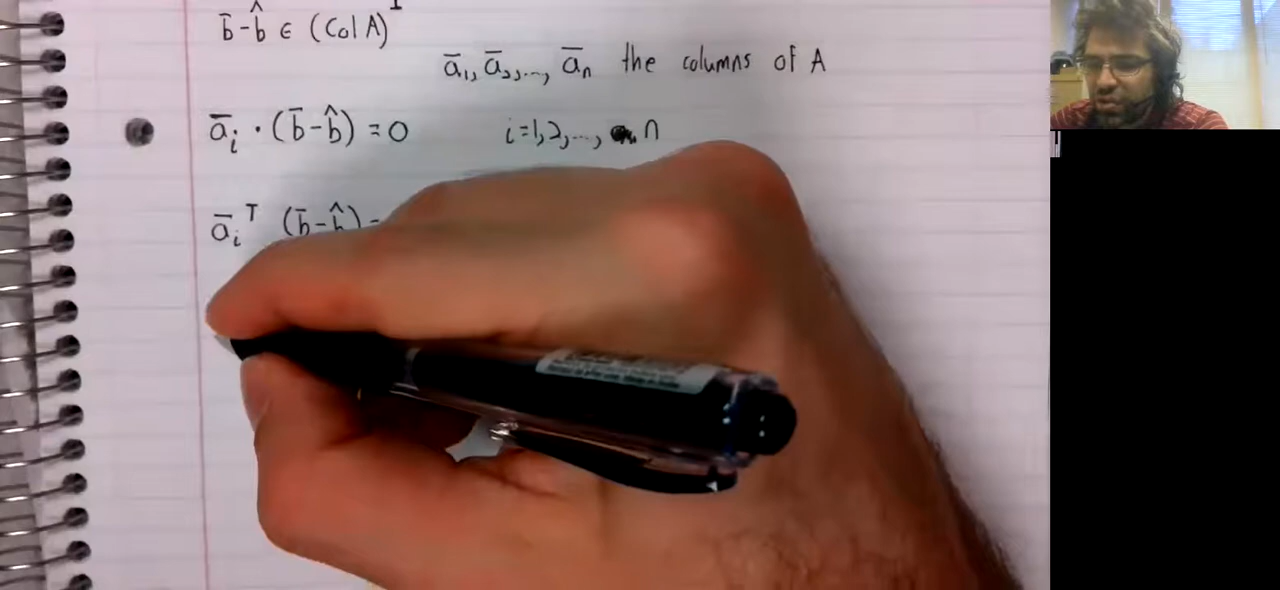 b̄-b̂ ∈ (Col A)^⊥
ā₁, ā₂, ..., āₙ the columns of A
āᵢ · (b̄-b̂) = 0 i=1,2,..., n
āᵢᵀ (b̄-b̂) =